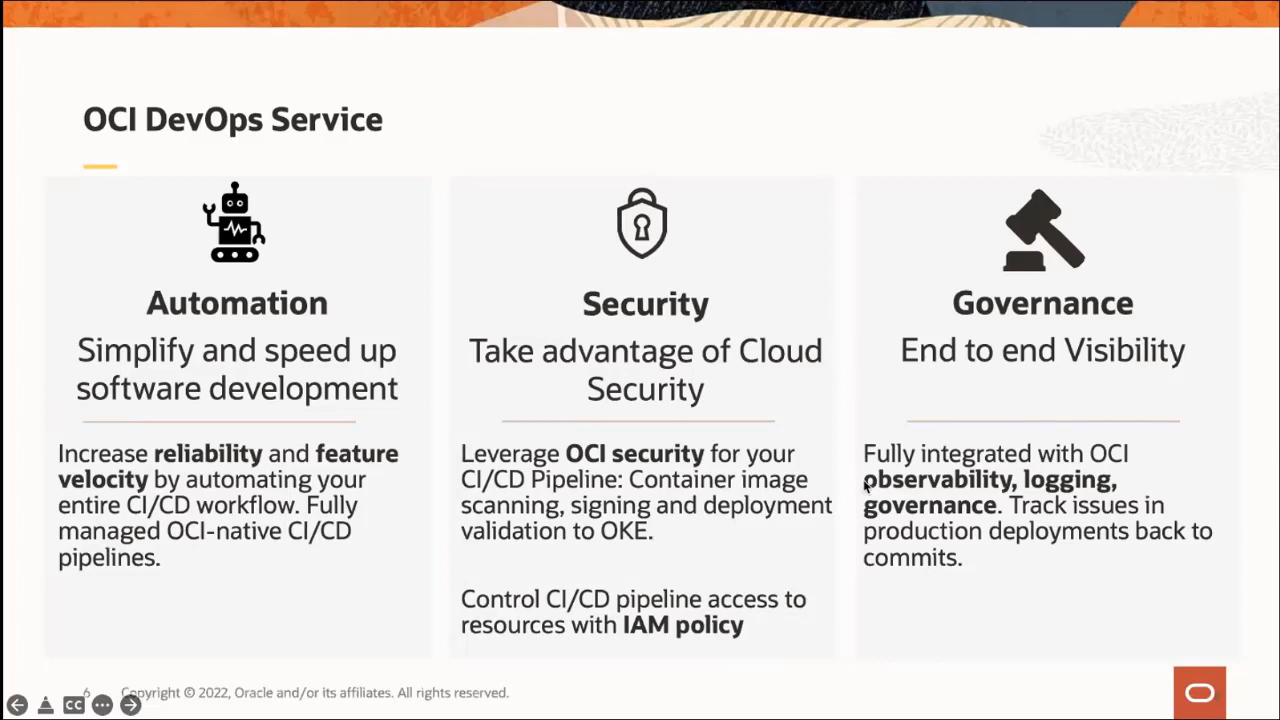 OCI DevOps Service
Automation
Simplify and speed up
software development
Increase reliability and feature
velocity by automating your
entire CI/CD workflow. Fully
managed OCI-native CI/CD
pipelines.
Security
Take advantage of Cloud
Security
Leverage OCI security for your
CI/CD Pipeline: Container image
scanning, signing and deployment
validation to OKE.
Control CI/CD pipeline access to
resources with IAM policy
Governance
End to end Visibility
Fully integrated with OCI
observability, logging,
governance. Track issues in
production deployments back to
commits.
6 Copyright © 2022, Oracle and/or its affiliates. All rights reserved.
CC